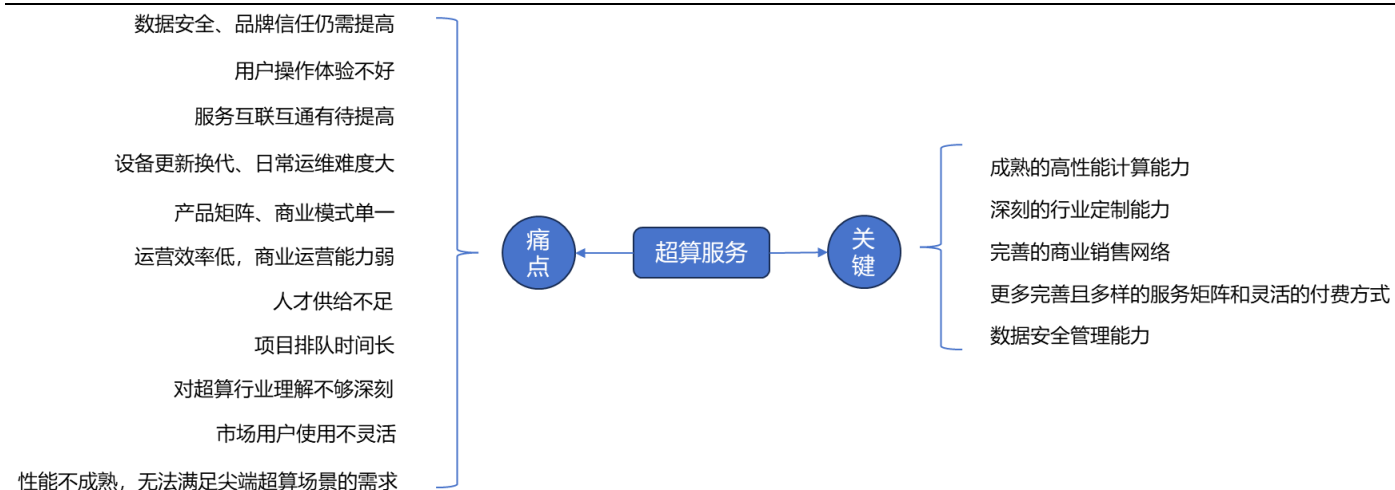 数据安全、品牌信任仍需提高
用户操作体验不好
服务互联互通有待提高
设备更新换代、日常运维难度大
产品矩阵、商业模式单一
运营效率低，商业运营能力弱
人才供给不足
项目排队时间长
对超算行业理解不够深刻
市场用户使用不灵活
性能不成熟，无法满足尖端超算场景的需求
痛
点
超算服务
关
键
成熟的高性能计算能力
深刻的行业定制能力
完善的商业销售网络
更多完善且多样的服务矩阵和灵活的付费方式
数据安全管理能力